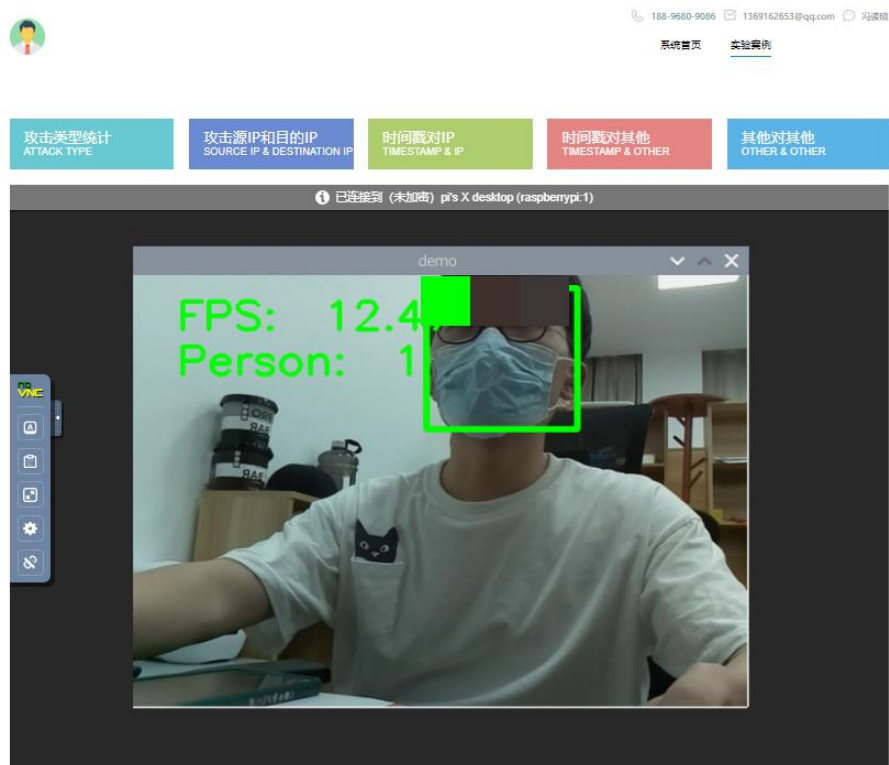 188-9680-9086 1369162653@qq.com
系统首页 实验案例
攻击类型统计
ATTACK TYPE
攻击源IP和目的IP
SOURCE IP & DESTINATION IP
时间戳对IP
TIMESTAMP & IP
时间戳对其他
TIMESTAMP & OTHER
其他对其他
OTHER & OTHER
已连接到（未加密）pi's X desktop (raspberrypi:1)
demo
FPS: 12.4
Person: 1
no
VNC
A